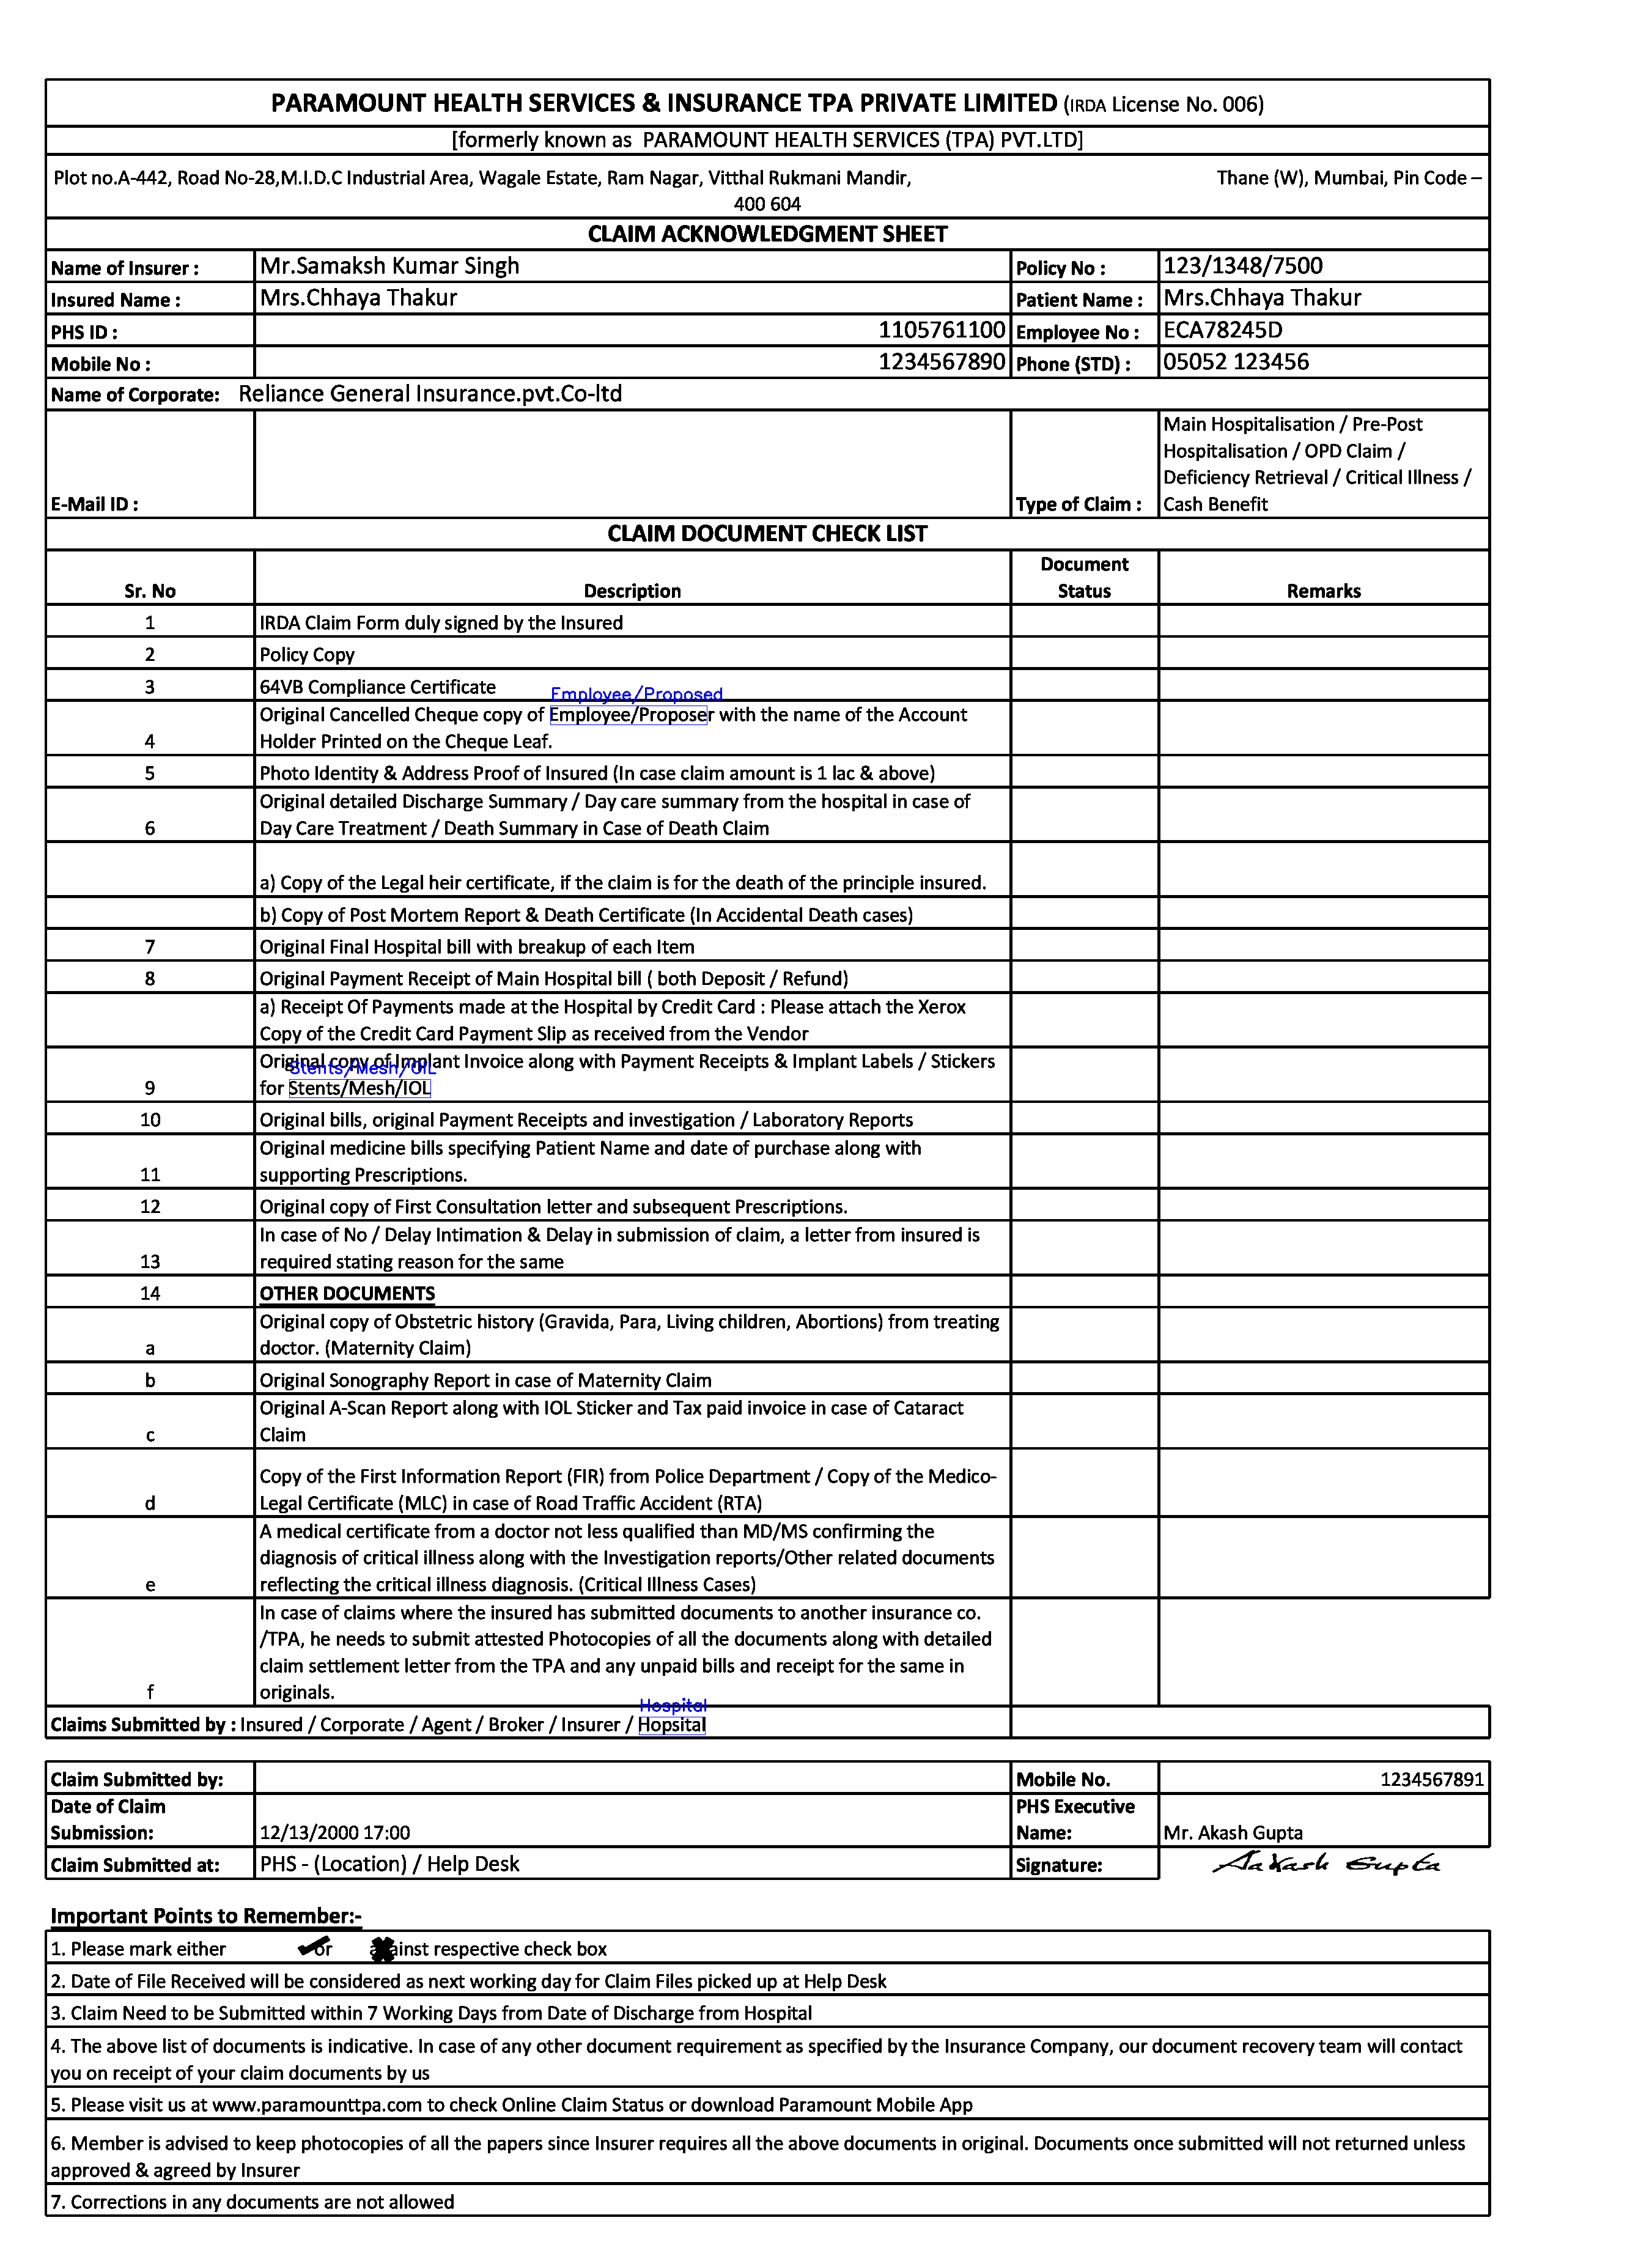 PARAMOUNT HEALTH SERVICES & INSURANCE TPA PRIVATE LIMITED (IRDA License No. 006)
[formerly known as PARAMOUNT HEALTH SERVICES (TPA) PVT.LTD]
Plot no.A-442, Road No-28,M.I.D.C Industrial Area, Wagale Estate, Ram Nagar, Vitthal Rukmani Mandir, Thane (W), Mumbai, Pin Code –
400 604
CLAIM ACKNOWLEDGMENT SHEET
Name of Insurer : Mr.Samaksh Kumar Singh Policy No : 123/1348/7500
Insured Name : Mrs.Chhaya Thakur Patient Name : Mrs.Chhaya Thakur
PHS ID : 1105761100 Employee No : ECA78245D
Mobile No : 1234567890 Phone (STD) : 05052 123456
Name of Corporate: Reliance General Insurance.pvt.Co-ltd
Main Hospitalisation / Pre-Post
Hospitalisation / OPD Claim /
Deficiency Retrieval / Critical Illness /
E-Mail ID : Type of Claim : Cash Benefit
CLAIM DOCUMENT CHECK LIST
Document
Sr. No Description Status Remarks
1 IRDA Claim Form duly signed by the Insured
2 Policy Copy
3 64VB Compliance Certificate
Employee/Proposed
Original Cancelled Cheque copy of Employee/Proposer with the name of the Account
4 Holder Printed on the Cheque Leaf.
5 Photo Identity & Address Proof of Insured (In case claim amount is 1 lac & above)
Original detailed Discharge Summary / Day care summary from the hospital in case of
6 Day Care Treatment / Death Summary in Case of Death Claim
a) Copy of the Legal heir certificate, if the claim is for the death of the principle insured.
b) Copy of Post Mortem Report & Death Certificate (In Accidental Death cases)
7 Original Final Hospital bill with breakup of each Item
8 Original Payment Receipt of Main Hospital bill ( both Deposit / Refund)
a) Receipt Of Payments made at the Hospital by Credit Card : Please attach the Xerox
Copy of the Credit Card Payment Slip as received from the Vendor
Original copy of Implant Invoice along with Payment Receipts & Implant Labels / Stickers
Stents/Mesh/OIL
9 for Stents/Mesh/IOL
10 Original bills, original Payment Receipts and investigation / Laboratory Reports
Original medicine bills specifying Patient Name and date of purchase along with
11 supporting Prescriptions.
12 Original copy of First Consultation letter and subsequent Prescriptions.
In case of No / Delay Intimation & Delay in submission of claim, a letter from insured is
13 required stating reason for the same
14 OTHER DOCUMENTS
Original copy of Obstetric history (Gravida, Para, Living children, Abortions) from treating
a doctor. (Maternity Claim)
b Original Sonography Report in case of Maternity Claim
Original A-Scan Report along with IOL Sticker and Tax paid invoice in case of Cataract
c Claim
Copy of the First Information Report (FIR) from Police Department / Copy of the Medico-
d Legal Certificate (MLC) in case of Road Traffic Accident (RTA)
A medical certificate from a doctor not less qualified than MD/MS confirming the
diagnosis of critical illness along with the Investigation reports/Other related documents
e reflecting the critical illness diagnosis. (Critical Illness Cases)
In case of claims where the insured has submitted documents to another insurance co.
/TPA, he needs to submit attested Photocopies of all the documents along with detailed
claim settlement letter from the TPA and any unpaid bills and receipt for the same in
f originals.
Hospital
Claims Submitted by : Insured / Corporate / Agent / Broker / Insurer / Hopsital
Claim Submitted by: Mobile No. 1234567891
Date of Claim PHS Executive
Submission: 12/13/2000 17:00 Name: Mr. Akash Gupta
Claim Submitted at: PHS - (Location) / Help Desk Signature: Aakash Gupta
Important Points to Remember:-
1. Please mark either or against respective check box
2. Date of File Received will be considered as next working day for Claim Files picked up at Help Desk
3. Claim Need to be Submitted within 7 Working Days from Date of Discharge from Hospital
4. The above list of documents is indicative. In case of any other document requirement as specified by the Insurance Company, our document recovery team will contact
you on receipt of your claim documents by us
5. Please visit us at www.paramounttpa.com to check Online Claim Status or download Paramount Mobile App
6. Member is advised to keep photocopies of all the papers since Insurer requires all the above documents in original. Documents once submitted will not returned unless
approved & agreed by Insurer
7. Corrections in any documents are not allowed